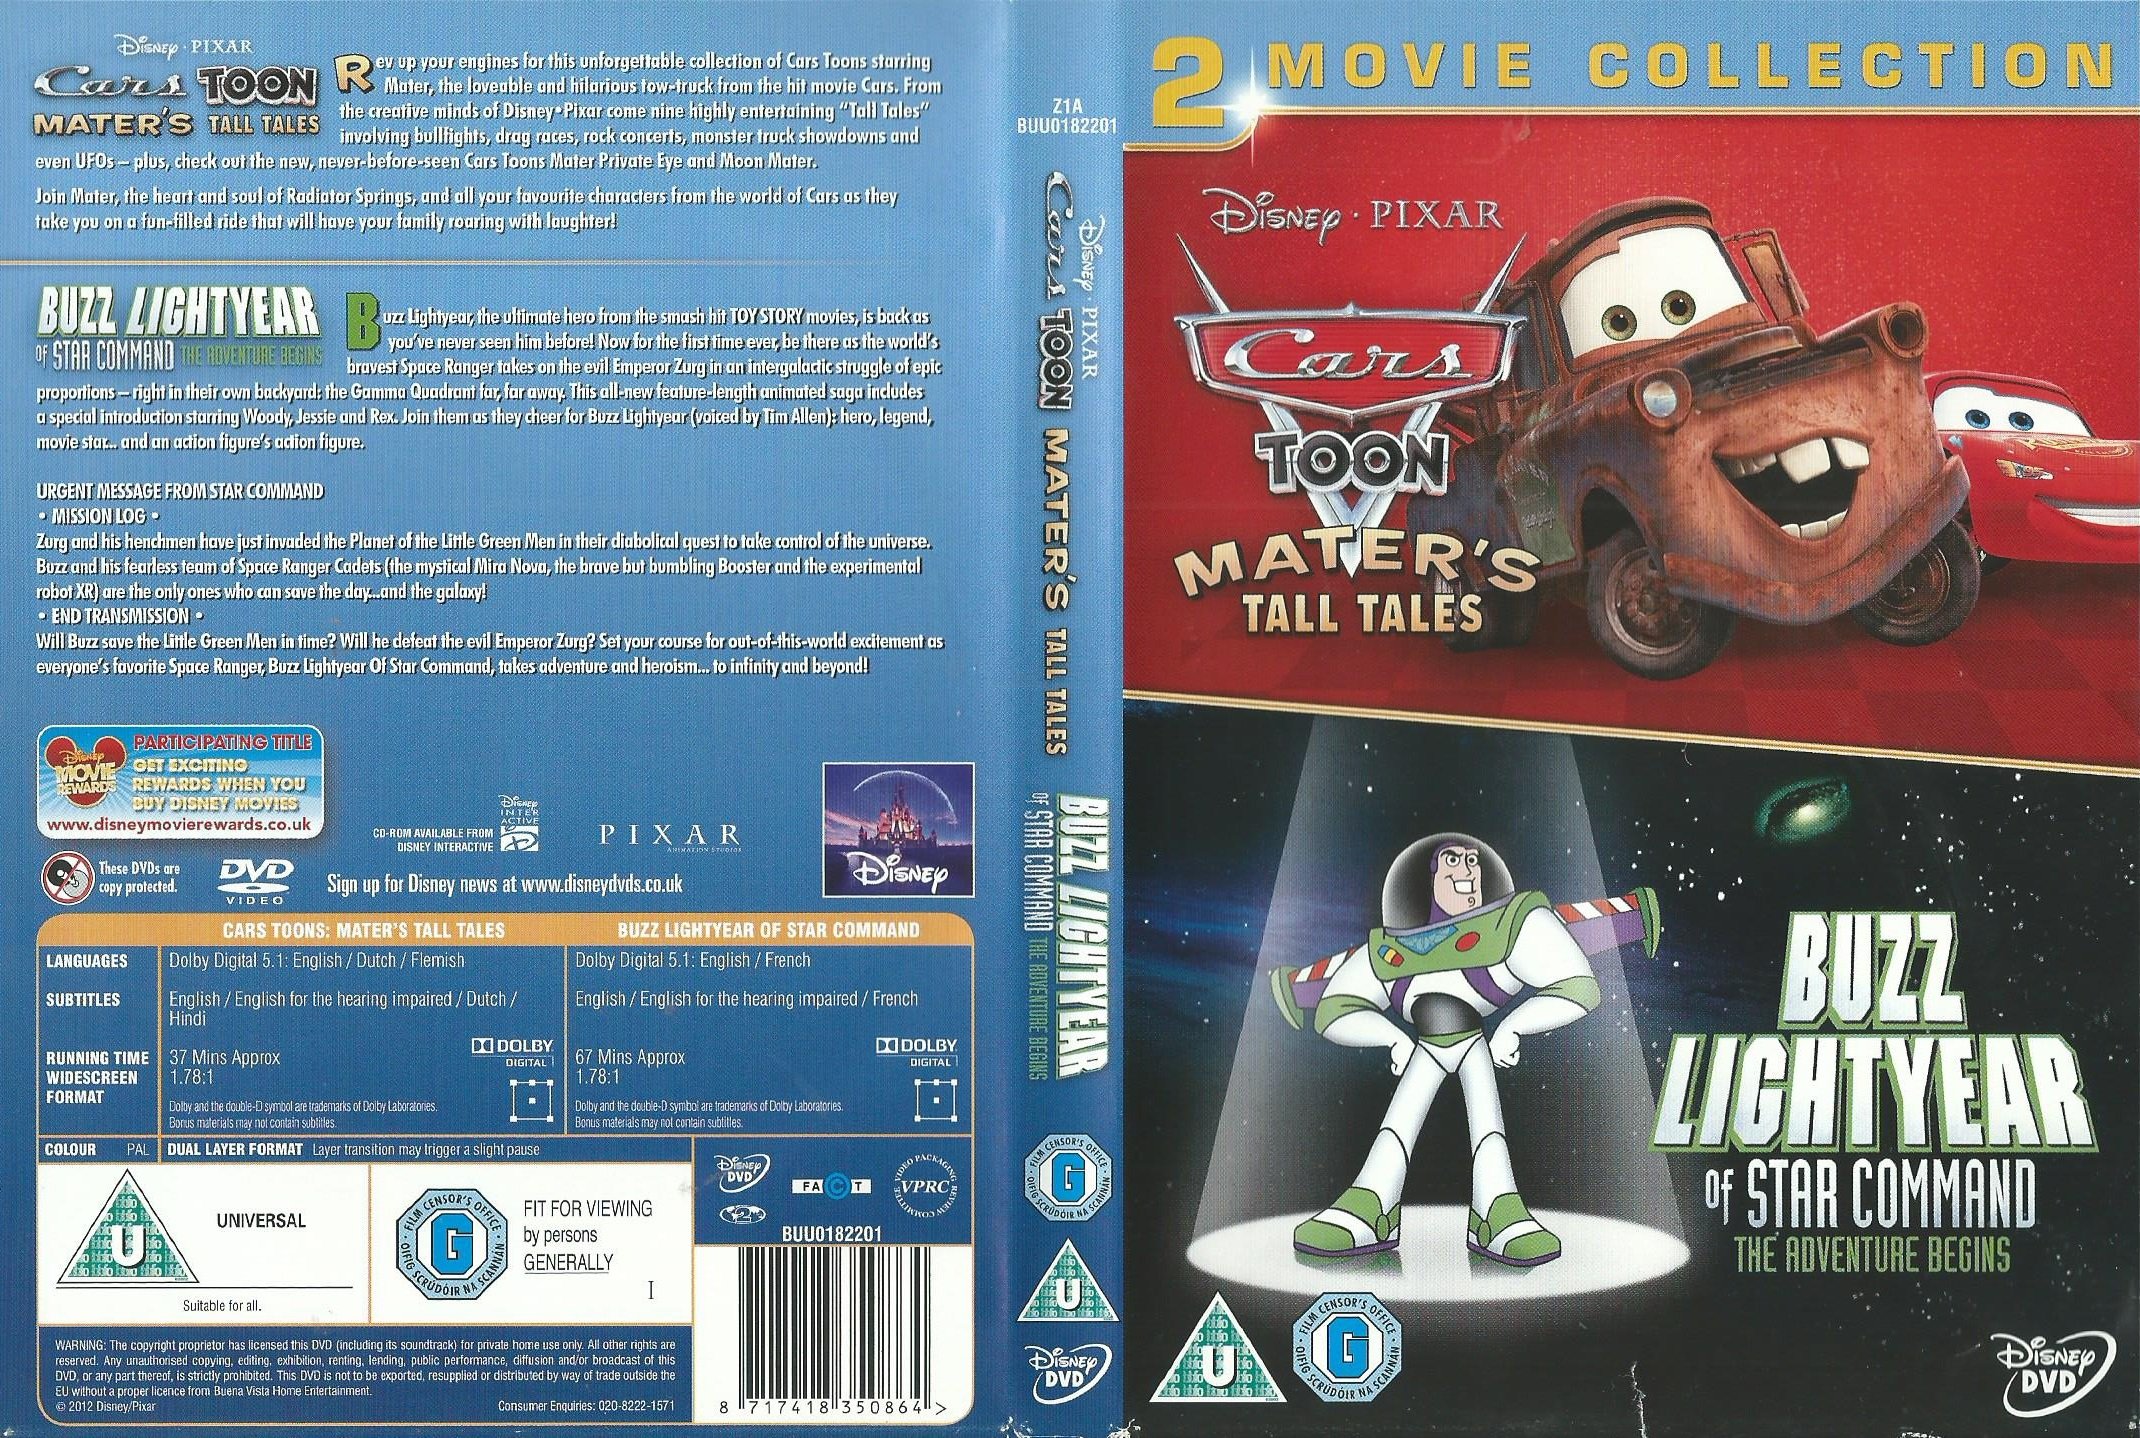 Disney · PIXAR
Cars TOON
MATER'S TALL TALES
Rev up your engines for this unforgettable collection of Cars Toons starring
Mater, the loveable and hilarious tow-truck from the hit movie Cars. From
the creative minds of Disney•Pixar come nine highly entertaining "Tall Tales"
involving bullfights, drag races, rock concerts, monster truck showdowns and
even UFOs – plus, check out the new, never-before-seen Cars Toons Mater Private Eye and Moon Mater.
Join Mater, the heart and soul of Radiator Springs, and all your favourite characters from the world of Cars as they
take you on a fun-filled ride that will have your family roaring with laughter!
BUZZ LIGHTYEAR
of STAR COMMAND THE ADVENTURE BEGINS
Buzz Lightyear, the ultimate hero from the smash hit TOY STORY movies, is back as
you've never seen him before! Now for the first time ever, be there as the world's
bravest Space Ranger takes on the evil Emperor Zurg in an intergalactic struggle of epic
proportions – right in their own backyard: the Gamma Quadrant far, far away. This all-new feature-length animated saga includes
a special introduction starring Woody, Jessie and Rex. Join them as they cheer for Buzz Lightyear (voiced by Tim Allen): hero, legend,
movie star... and an action figure's action figure.
URGENT MESSAGE FROM STAR COMMAND
• MISSION LOG •
Zurg and his henchmen have just invaded the Planet of the Little Green Men in their diabolical quest to take control of the universe.
Buzz and his fearless team of Space Ranger Cadets (the mystical Mira Nova, the brave but bumbling Booster and the experimental
robot XR) are the only ones who can save the day...and the galaxy!
• END TRANSMISSION •
Will Buzz save the Little Green Men in time? Will he defeat the evil Emperor Zurg? Set your course for out-of-this-world excitement as
everyone's favorite Space Ranger, Buzz Lightyear Of Star Command, takes adventure and heroism... to infinity and beyond!
Disney MOVIE REWARDS
PARTICIPATING TITLE
GET EXCITING
REWARDS WHEN YOU
BUY DISNEY MOVIES
www.disneymovierewards.co.uk
CD-ROM AVAILABLE FROM
DISNEY INTERACTIVE
DISNEY INTER ACTIVE
PIXAR
ANIMATION STUDIOS
Disney
These DVDs are
copy protected.
DVD
VIDEO
Sign up for Disney news at www.disneydvds.co.uk
CARS TOONS: MATER'S TALL TALES
BUZZ LIGHTYEAR OF STAR COMMAND
LANGUAGES
Dolby Digital 5.1: English / Dutch / Flemish
Dolby Digital 5.1: English / French
SUBTITLES
English / English for the hearing impaired / Dutch /
Hindi
English / English for the hearing impaired / French
DOLBY
DIGITAL
DOLBY
DIGITAL
RUNNING TIME
37 Mins Approx
67 Mins Approx
WIDESCREEN
FORMAT
1.78:1
1.78:1
Dolby and the double-D symbol are trademarks of Dolby Laboratories.
Bonus materials may not contain subtitles.
Dolby and the double-D symbol are trademarks of Dolby Laboratories.
Bonus materials may not contain subtitles.
COLOUR PAL
DUAL LAYER FORMAT Layer transition may trigger a slight pause
U
UNIVERSAL
Suitable for all.
FILM CENSOR'S OFFICE
G
OIFIG SCRÚDÓIR NA SCANNÁN
FIT FOR VIEWING
by persons
GENERALLY
I
Disney DVD
2
FACT
VIDEO PACKAGING REVIEW COMMITTEE
VPRC
BUU0182201
8 717418 350864 >
WARNING: The copyright proprietor has licensed this DVD (including its soundtrack) for private home use only. All other rights are
reserved. Any unauthorised copying, editing, exhibition, renting, lending, public performance, diffusion and/or broadcast of this
DVD, or any part thereof, is strictly prohibited. This DVD is not to be exported, resupplied or distributed by way of trade outside the
EU without a proper licence from Buena Vista Home Entertainment.
© 2012 Disney/Pixar
Consumer Enquiries: 020-8222-1571
Z1A
BUU0182201
Disney · PIXAR
Cars TOON MATER'S TALL TALES
BUZZ LIGHTYEAR
of STAR COMMAND THE ADVENTURE BEGINS
FILM CENSOR'S OFFICE
G
OIFIG SCRÚDÓIR NA SCANNÁN
U
Disney DVD
2 MOVIE COLLECTION
Disney · PIXAR
Cars
TOON
MATER'S
TALL TALES
95
BUZZ
LIGHTYEAR
of STAR COMMAND
THE ADVENTURE BEGINS
U
FILM CENSOR'S OFFICE
G
OIFIG SCRÚDÓIR NA SCANNÁN
Disney
DVD